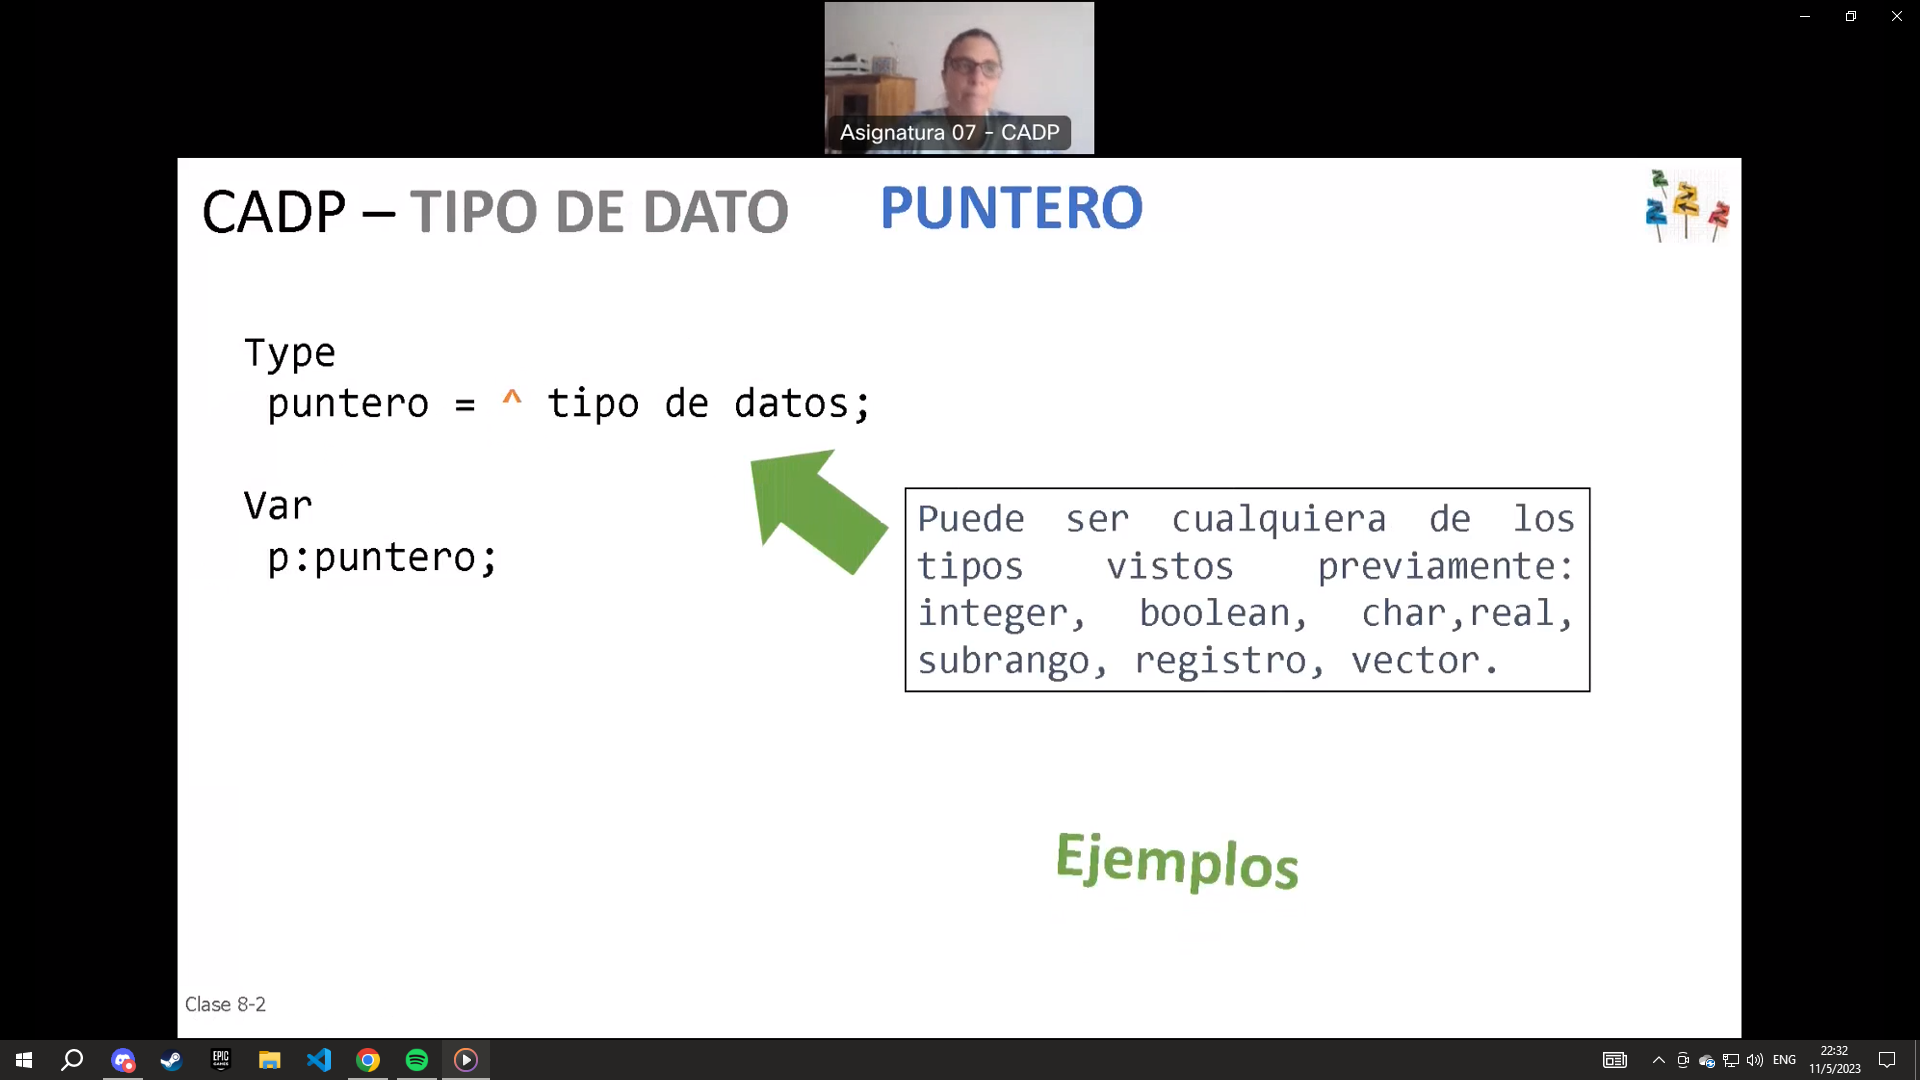 Asignatura 07 - CADP
CADP – TIPO DE DATO PUNTERO
Type
puntero = ^ tipo de datos;
Var
p:puntero;
Puede ser cualquiera de los
tipos vistos previamente:
integer, boolean, char,real,
subrango, registro, vector.
Ejemplos
Clase 8-2
EPIC
GAMES
ENG
22:32
11/5/2023